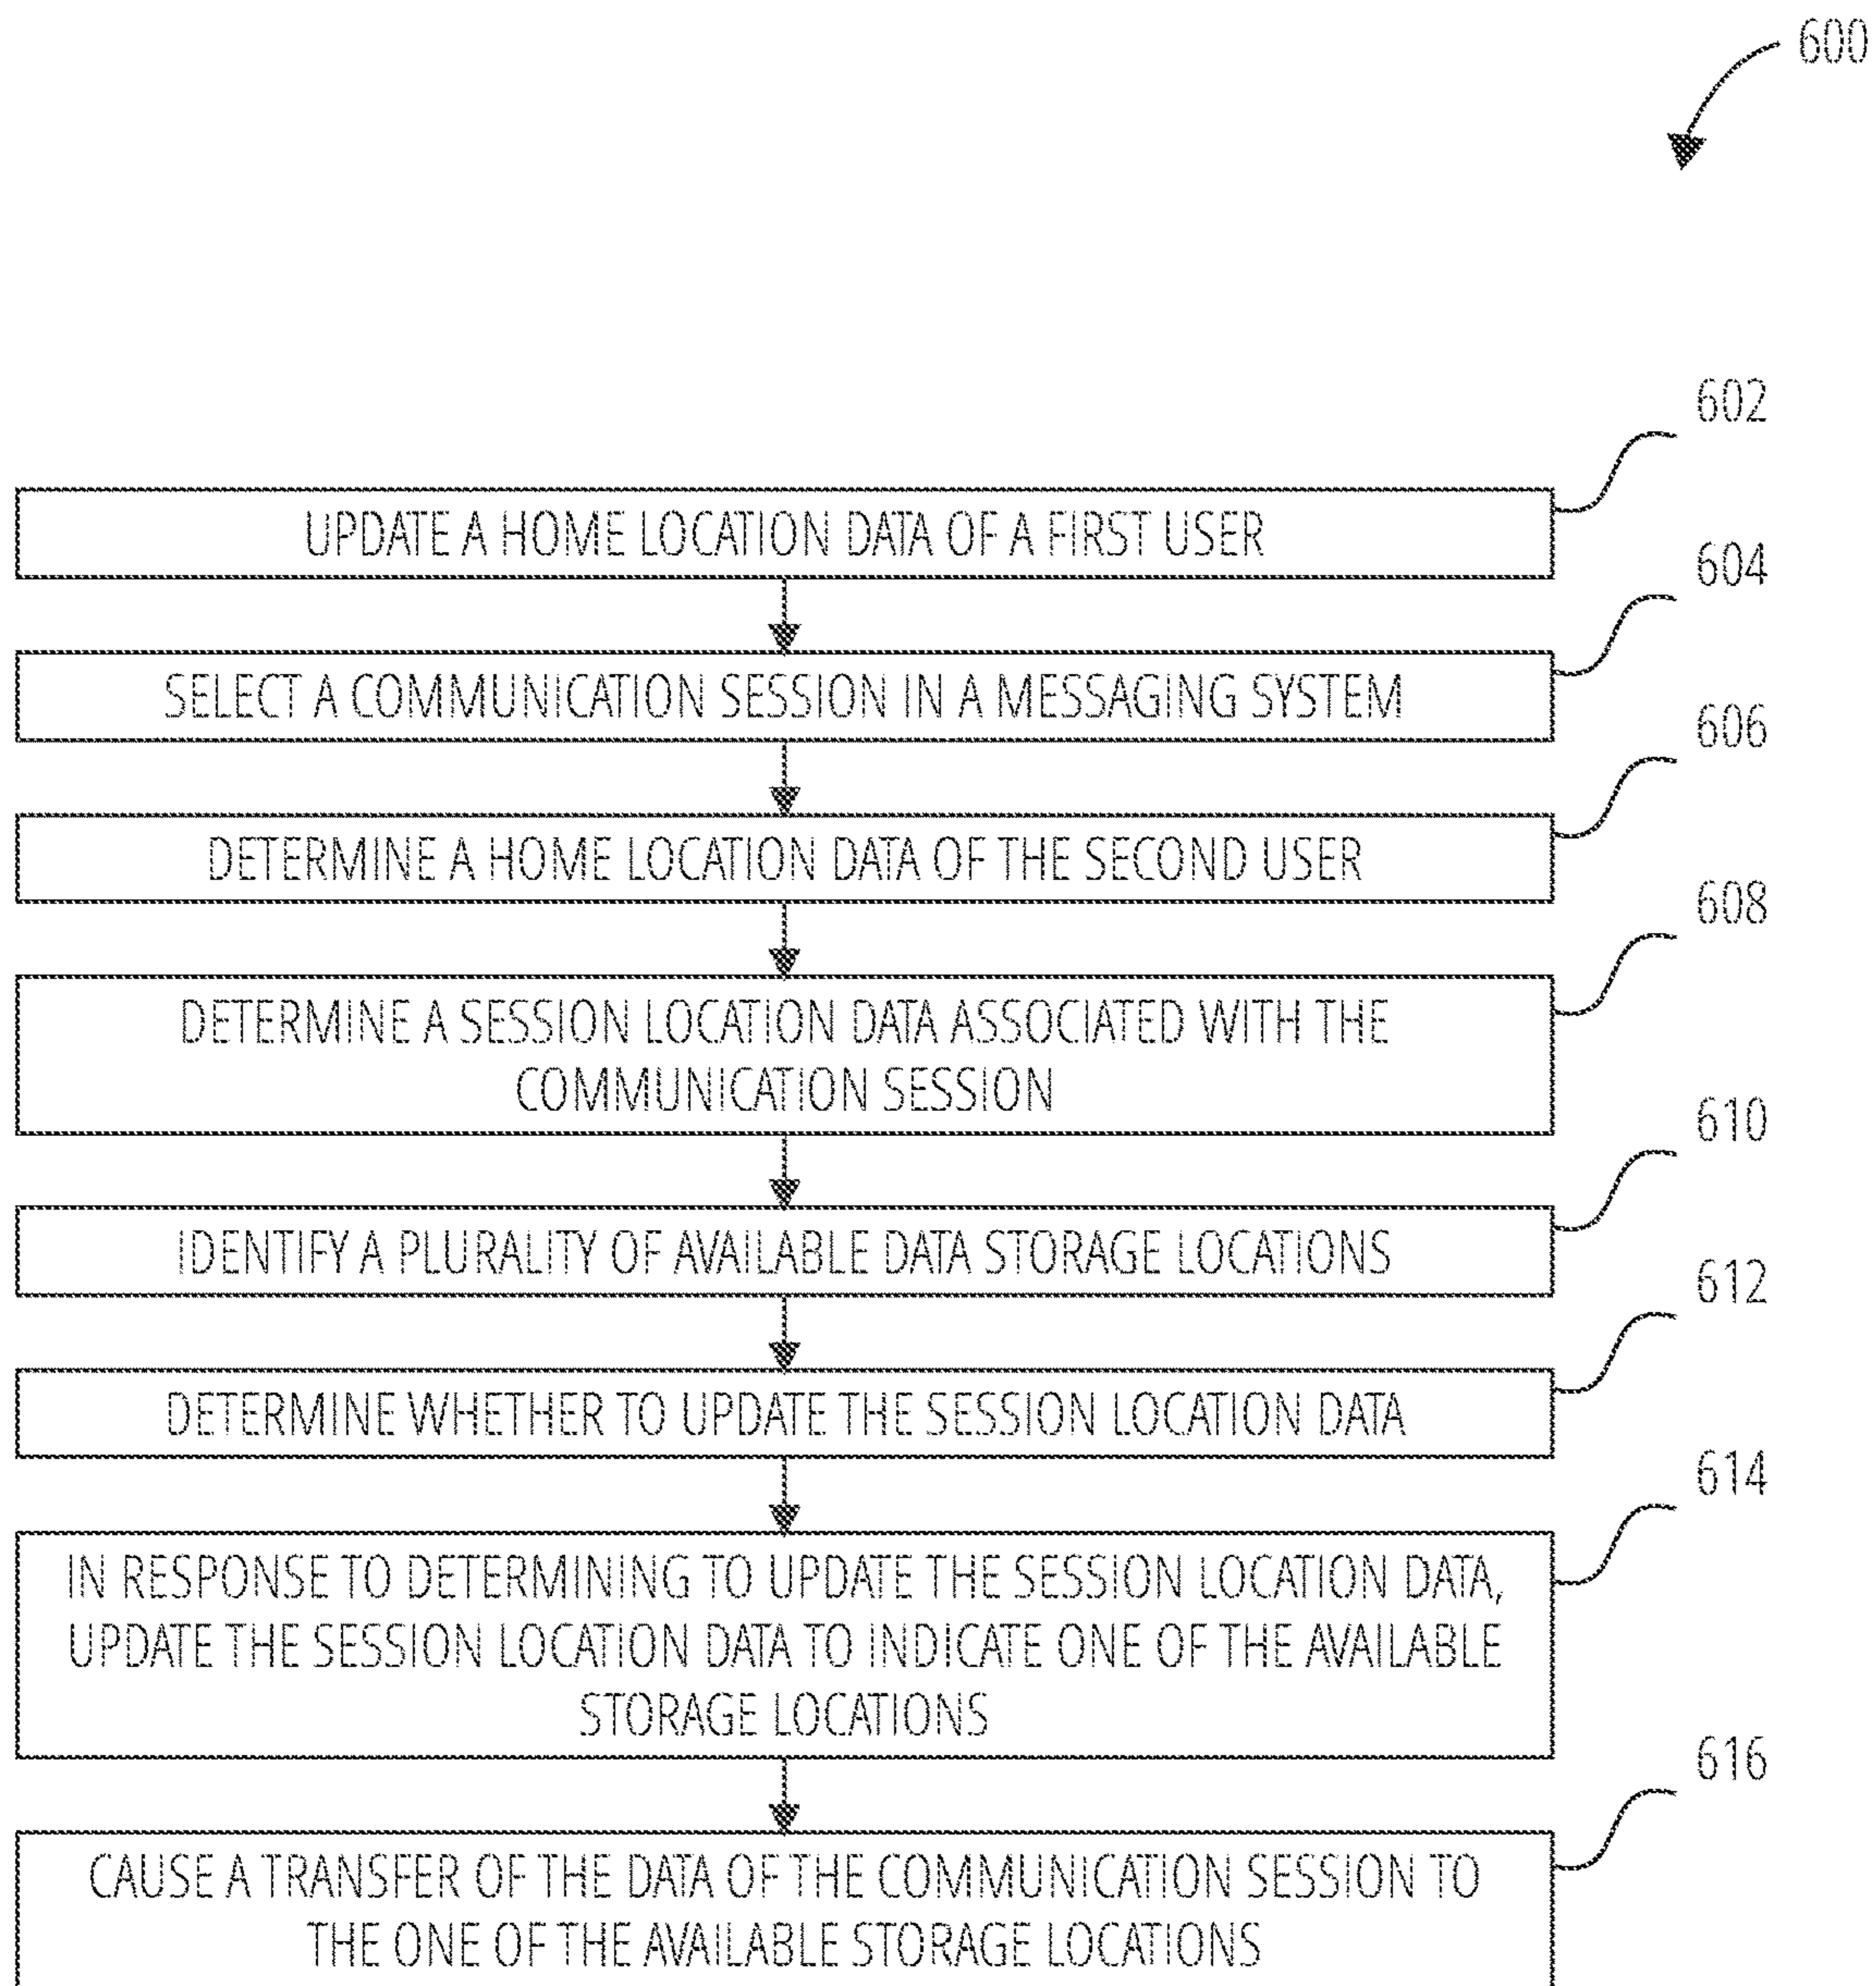 600
602
UPDATE A HOME LOCATION DATA OF A FIRST USER
604
SELECT A COMMUNICATION SESSION IN A MESSAGING SYSTEM
606
DETERMINE A HOME LOCATION DATA OF THE SECOND USER
608
DETERMINE A SESSION LOCATION DATA ASSOCIATED WITH THE
COMMUNICATION SESSION
610
IDENTIFY A PLURALITY OF AVAILABLE DATA STORAGE LOCATIONS
612
DETERMINE WHETHER TO UPDATE THE SESSION LOCATION DATA
614
IN RESPONSE TO DETERMINING TO UPDATE THE SESSION LOCATION DATA,
UPDATE THE SESSION LOCATION DATA TO INDICATE ONE OF THE AVAILABLE
STORAGE LOCATIONS
616
CAUSE A TRANSFER OF THE DATA OF THE COMMUNICATION SESSION TO
THE ONE OF THE AVAILABLE STORAGE LOCATIONS